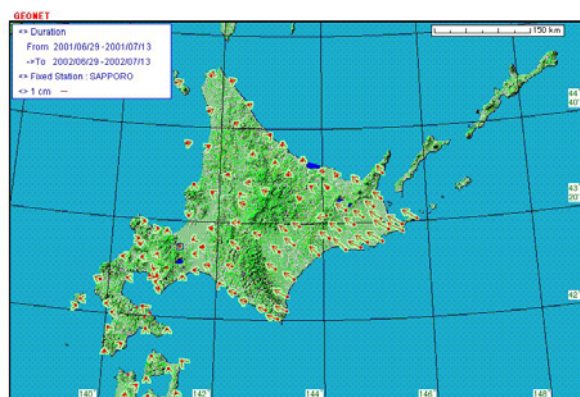 GEONET
<> Duration
From 2001/06/29 -2001/07/13
->To 2002/06/29 -2002/07/13
<> Fixed Station : SAPPORO
<> 1 cm —
150 km
44
40'
43
20'
42
140
142
144
146
148